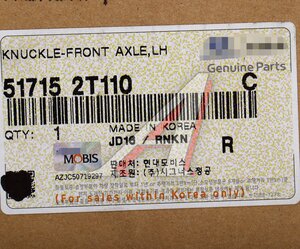 KNUCKLE-FRONT AXLE,LH
Genuine Parts
51715 2T110 C
QTY: 1 MADE IN KOREA
JD16 RNKN R
MOBIS 판매처: 현대모비스
제조원: (주)시그너스정공
AZJC50719297
(For sales within Korea only)